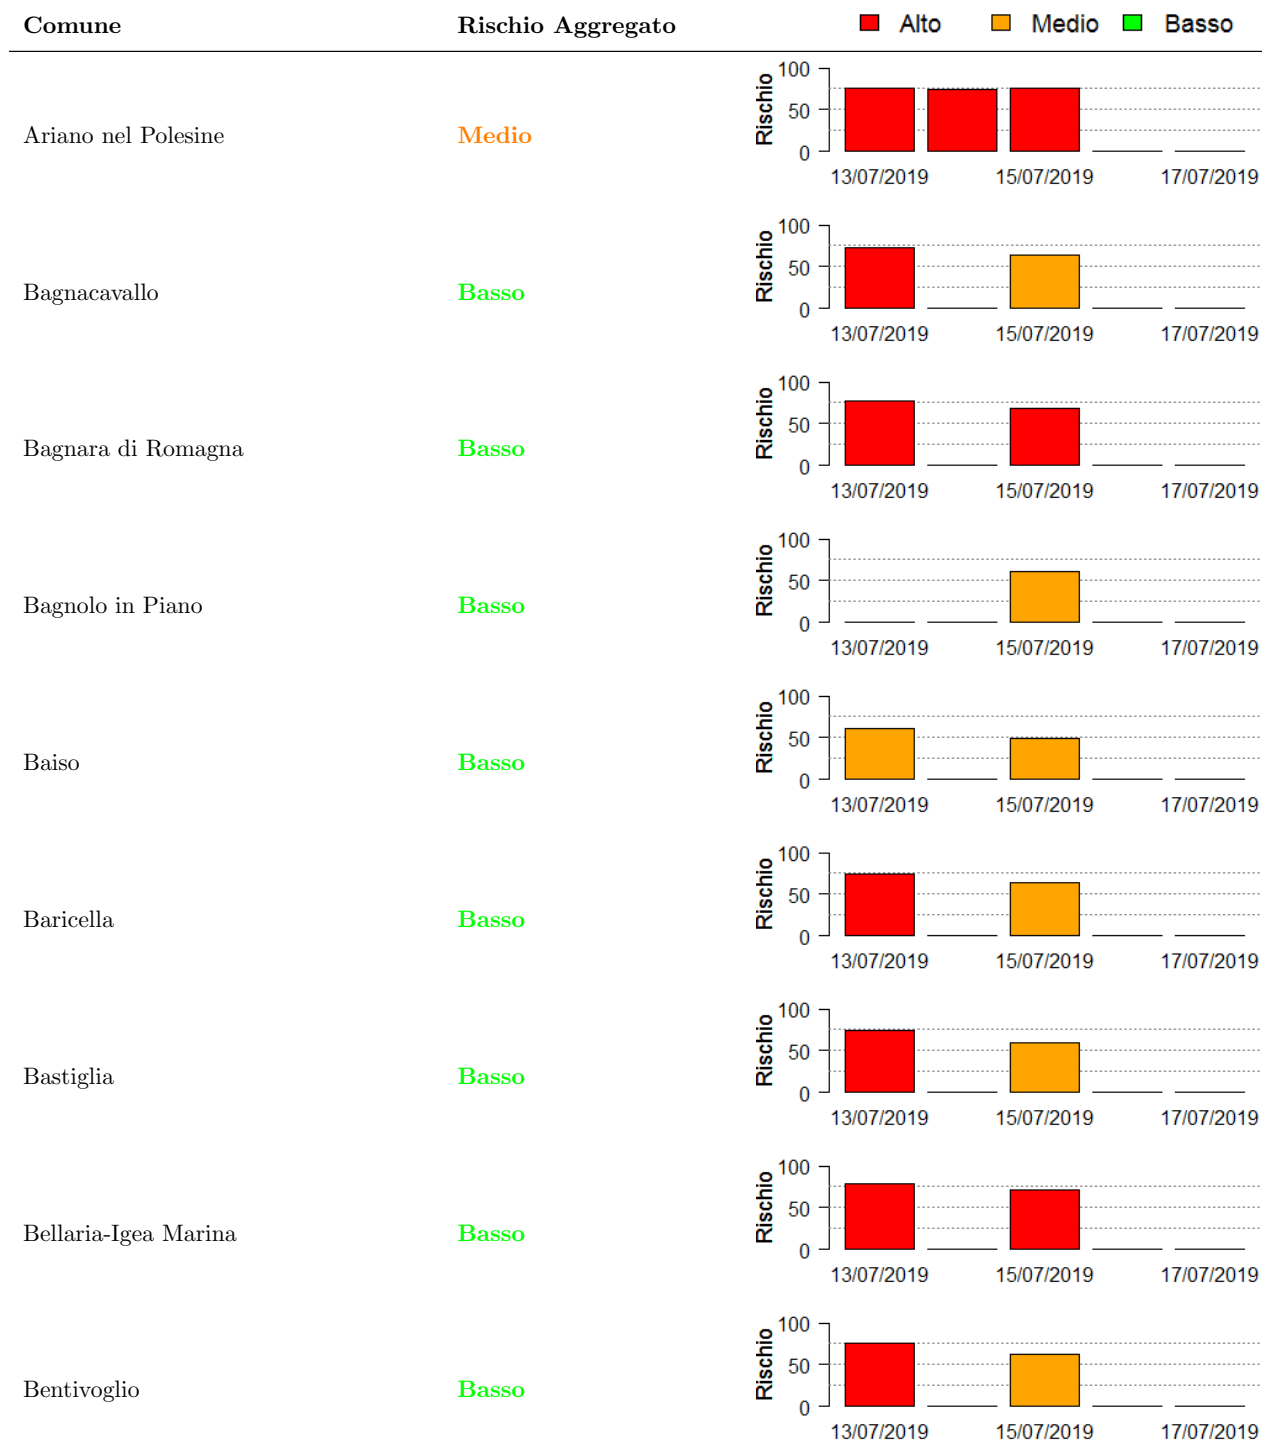 Comune Rischio Aggregato Alto Medio Basso
Ariano nel Polesine Medio Rischio 100 50 0
13/07/2019 15/07/2019 17/07/2019
Bagnacavallo Basso Rischio 100 50 0
13/07/2019 15/07/2019 17/07/2019
Bagnara di Romagna Basso Rischio 100 50 0
13/07/2019 15/07/2019 17/07/2019
Bagnolo in Piano Basso Rischio 100 50 0
13/07/2019 15/07/2019 17/07/2019
Baiso Basso Rischio 100 50 0
13/07/2019 15/07/2019 17/07/2019
Baricella Basso Rischio 100 50 0
13/07/2019 15/07/2019 17/07/2019
Bastiglia Basso Rischio 100 50 0
13/07/2019 15/07/2019 17/07/2019
Bellaria-Igea Marina Basso Rischio 100 50 0
13/07/2019 15/07/2019 17/07/2019
Bentivoglio Basso Rischio 100 50 0
13/07/2019 15/07/2019 17/07/2019